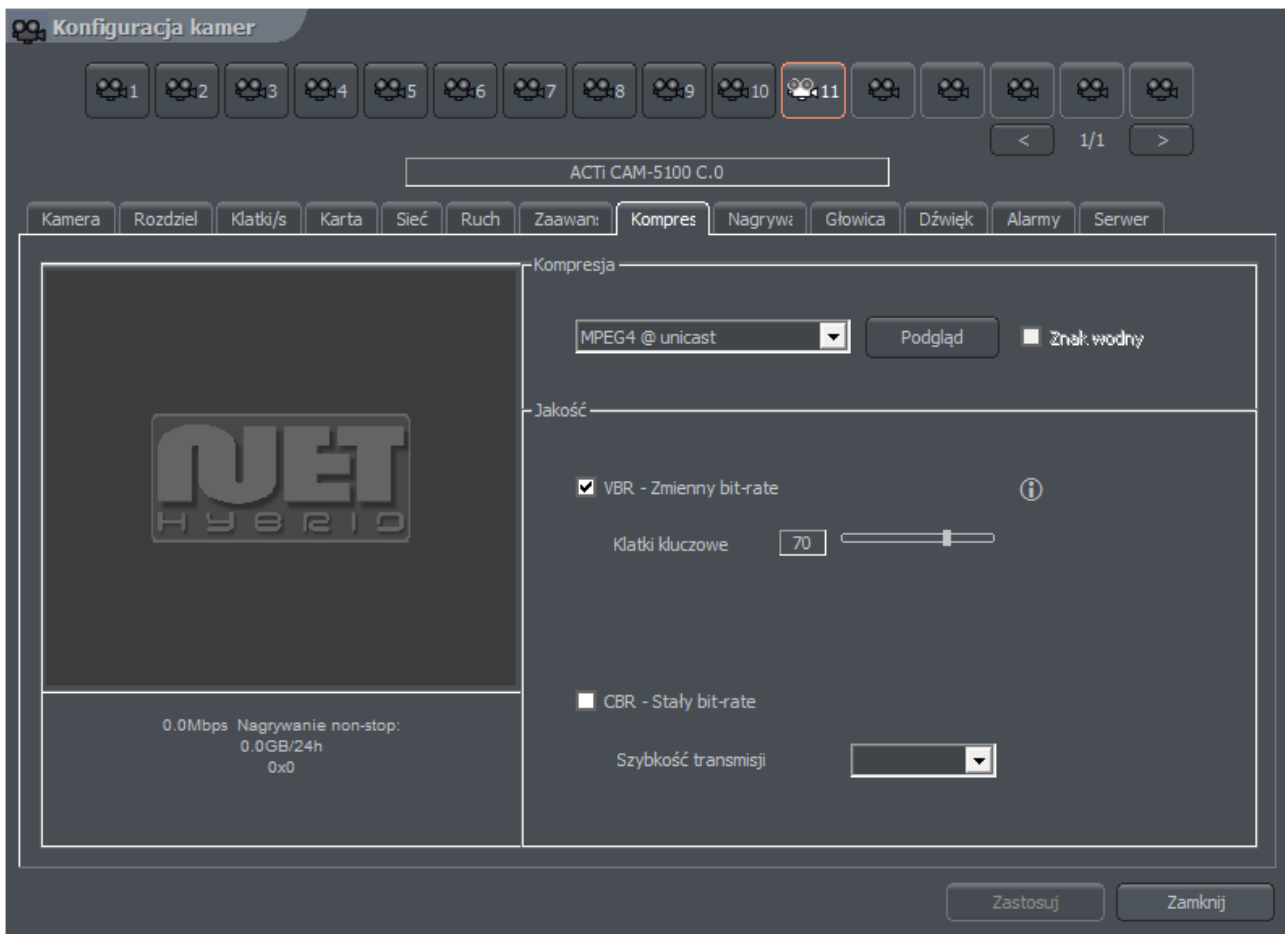 Konfiguracja kamer
1 2 3 4 5 6 7 8 9 10 11
< 1/1 >
ACTi CAM-5100 C.0
Kamera Rozdziel Klatki/s Karta Sieć Ruch Zaawan: Kompres Nagrywa Głowica Dźwięk Alarmy Serwer
Kompresja
MPEG4 @ unicast Podgląd Znak wodny
NET
HYBRID
Jakość
VBR - Zmienny bit-rate
Klatki kluczowe 70
CBR - Stały bit-rate
Szybkość transmisji
0.0Mbps Nagrywanie non-stop:
0.0GB/24h
0x0
Zastosuj Zamknij